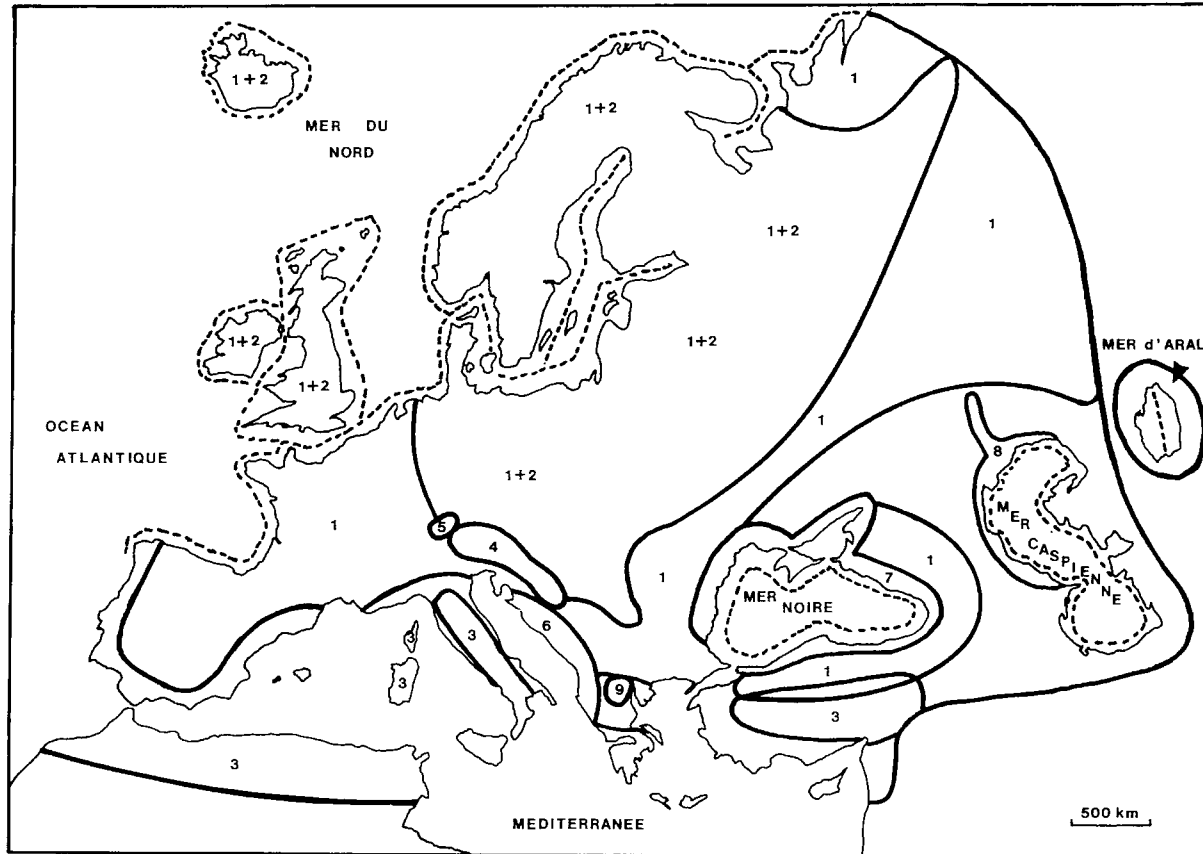 1+2
MER DU
NORD
1+2
1
1+2
1
1+2
1+2
1+2
MER d'ARAL
OCEAN
ATLANTIQUE
1
1+2
8
5
4
1
MER CASPIENNE
1
7
1
MER NOIRE
6
3
3
3
9
1
3
3
500 km
MEDITERRANEE